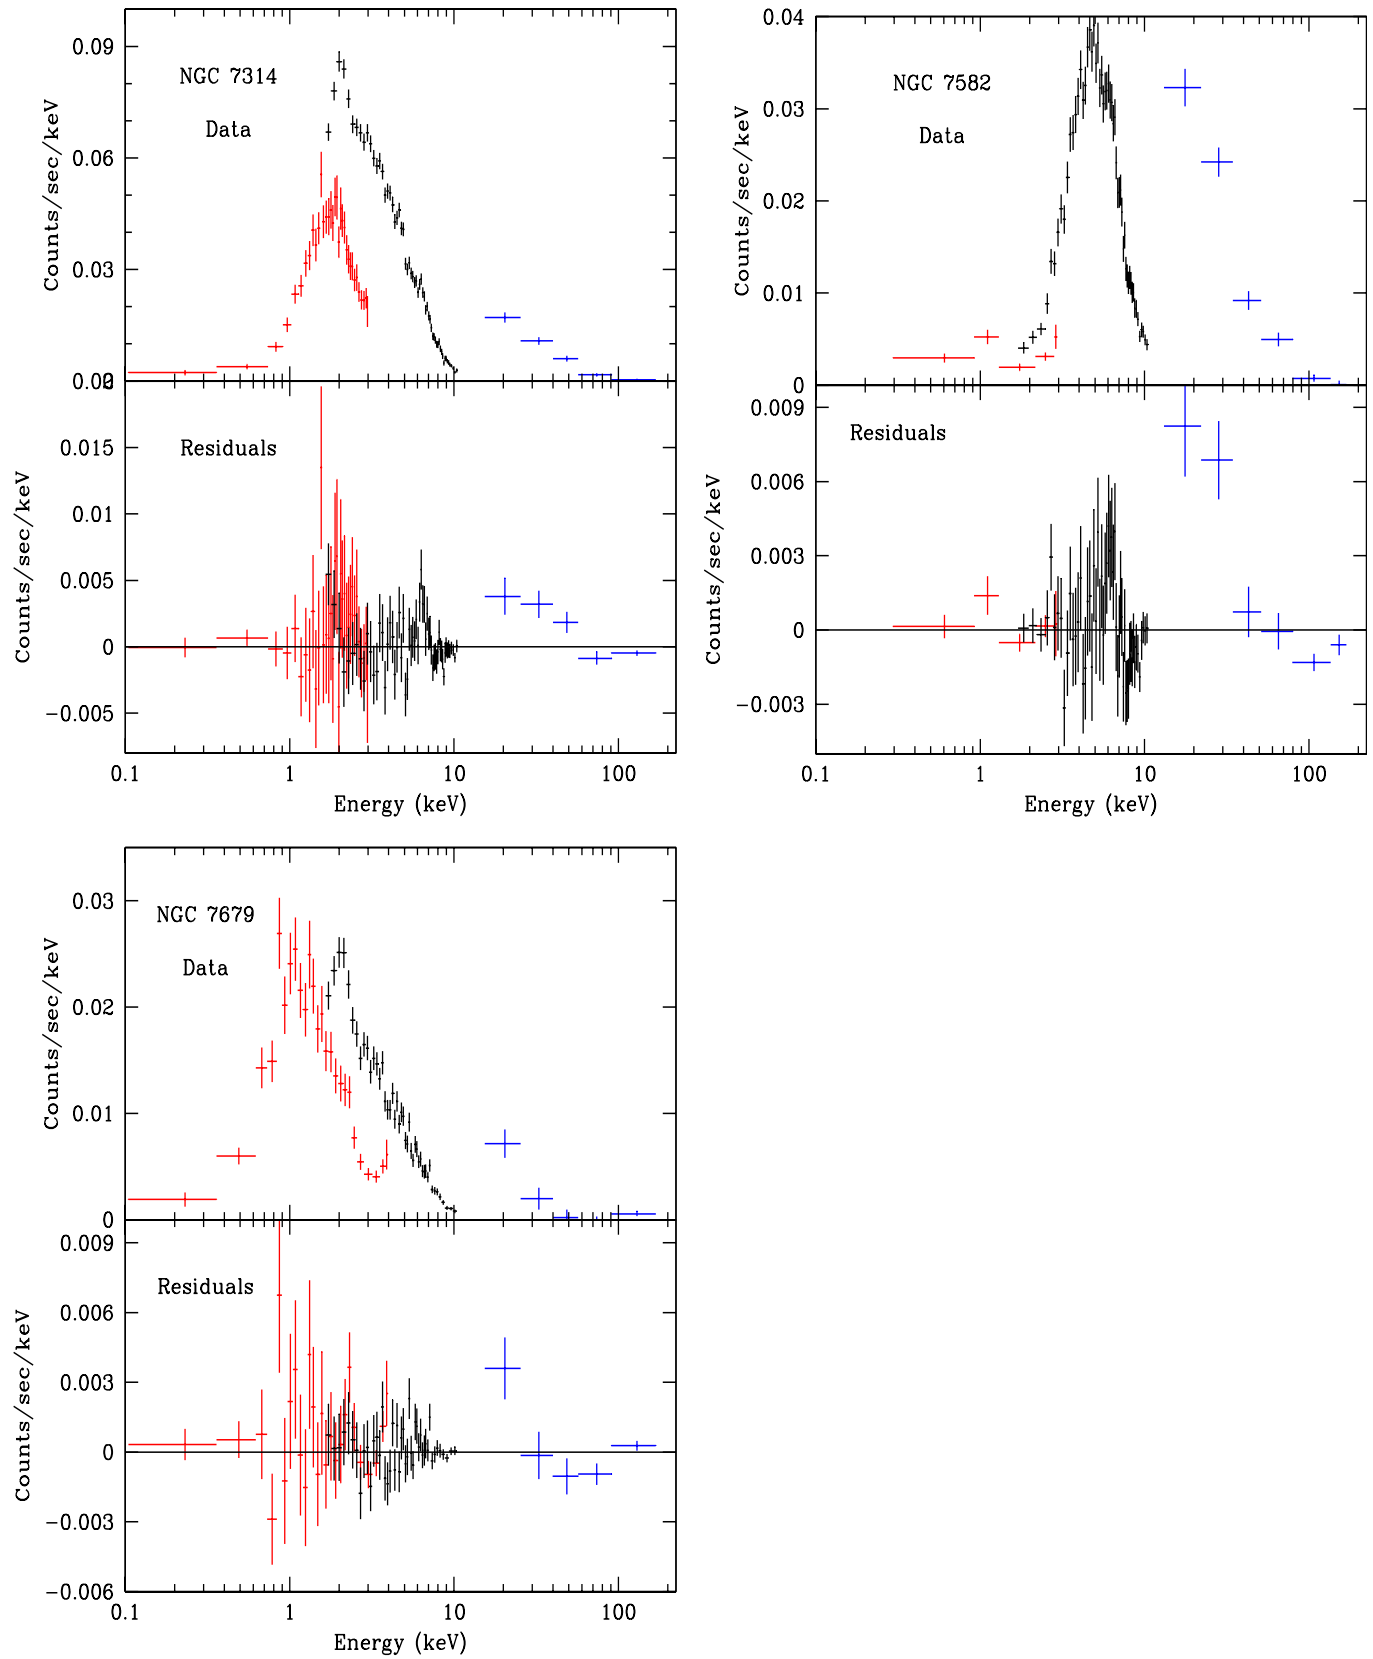 NGC 7314
Data
Counts/sec/keV
0.09
0.06
0.03
0.00
Residuals
Counts/sec/keV
0.015
0.01
0.005
0
−0.005
0.1 1 10 100
Energy (keV)
NGC 7582
Data
Counts/sec/keV
0.04
0.03
0.02
0.01
0
Residuals
Counts/sec/keV
0.009
0.006
0.003
0
−0.003
0.1 1 10 100
Energy (keV)
NGC 7679
Data
Counts/sec/keV
0.03
0.02
0.01
0
Residuals
Counts/sec/keV
0.009
0.006
0.003
0
−0.003
−0.006
0.1 1 10 100
Energy (keV)